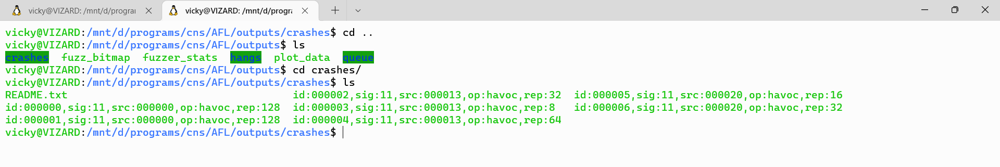 vicky@VIZARD: /mnt/d/prograr
vicky@VIZARD: /mnt/d/progra
vicky@VIZARD:/mnt/d/programs/cns/AFL/outputs/crashes$ cd ..
vicky@VIZARD:/mnt/d/programs/cns/AFL/outputs$ ls
crashes  fuzz_bitmap  fuzzer_stats  hangs  plot_data  queue
vicky@VIZARD:/mnt/d/programs/cns/AFL/outputs$ cd crashes/
vicky@VIZARD:/mnt/d/programs/cns/AFL/outputs/crashes$ ls
README.txt                                    id:000002,sig:11,src:000013,op:havoc,rep:32  id:000005,sig:11,src:000020,op:havoc,rep:16
id:000000,sig:11,src:000000,op:havoc,rep:128  id:000003,sig:11,src:000013,op:havoc,rep:8   id:000006,sig:11,src:000020,op:havoc,rep:32
id:000001,sig:11,src:000000,op:havoc,rep:128  id:000004,sig:11,src:000013,op:havoc,rep:64
vicky@VIZARD:/mnt/d/programs/cns/AFL/outputs/crashes$